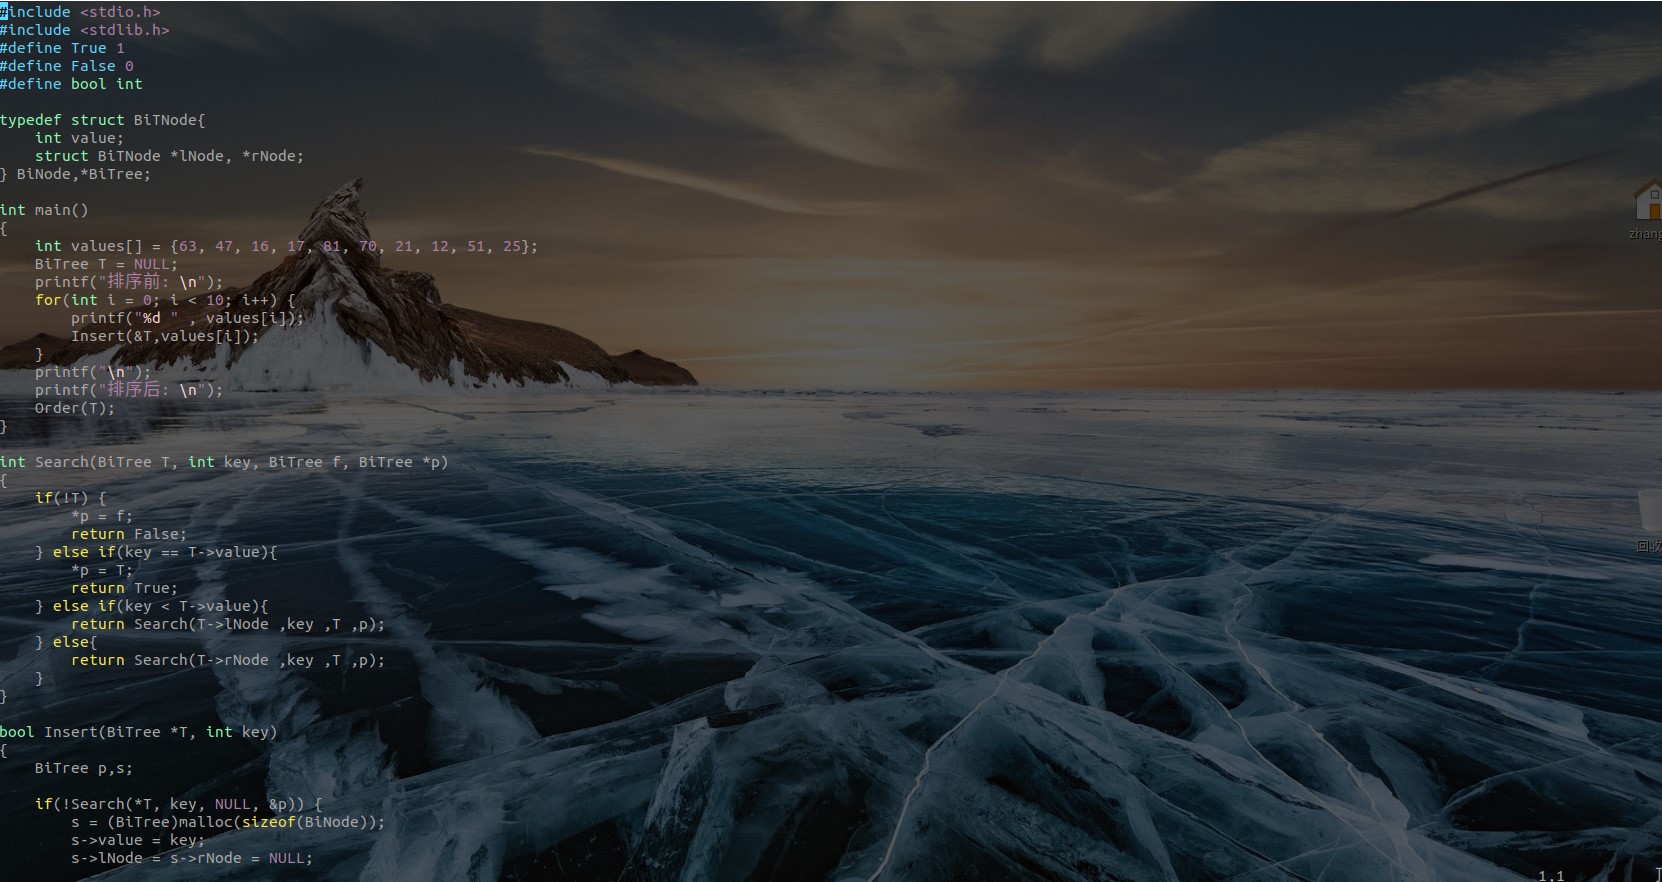 #include <stdio.h>
#include <stdlib.h>
#define True 1
#define False 0
#define bool int
typedef struct BiTNode{
    int value;
    struct BiTNode *lNode, *rNode;
} BiNode,*BiTree;
int main()
{
    int values[] = {63, 47, 16, 17, 81, 70, 21, 12, 51, 25};
    BiTree T = NULL;
    printf("排序前: \n");
    for(int i = 0; i < 10; i++) {
        printf("%d " , values[i]);
        Insert(&T,values[i]);
    }
    printf("\n");
    printf("排序后: \n");
    Order(T);
}
int Search(BiTree T, int key, BiTree f, BiTree *p)
{
    if(!T) {
        *p = f;
        return False;
    } else if(key == T->value){
        *p = T;
        return True;
    } else if(key < T->value){
        return Search(T->lNode ,key ,T ,p);
    } else{
        return Search(T->rNode ,key ,T ,p);
    }
}
bool Insert(BiTree *T, int key)
{
    BiTree p,s;
    if(!Search(*T, key, NULL, &p)) {
        s = (BiTree)malloc(sizeof(BiNode));
        s->value = key;
        s->lNode = s->rNode = NULL;
zhang
回收
1,1